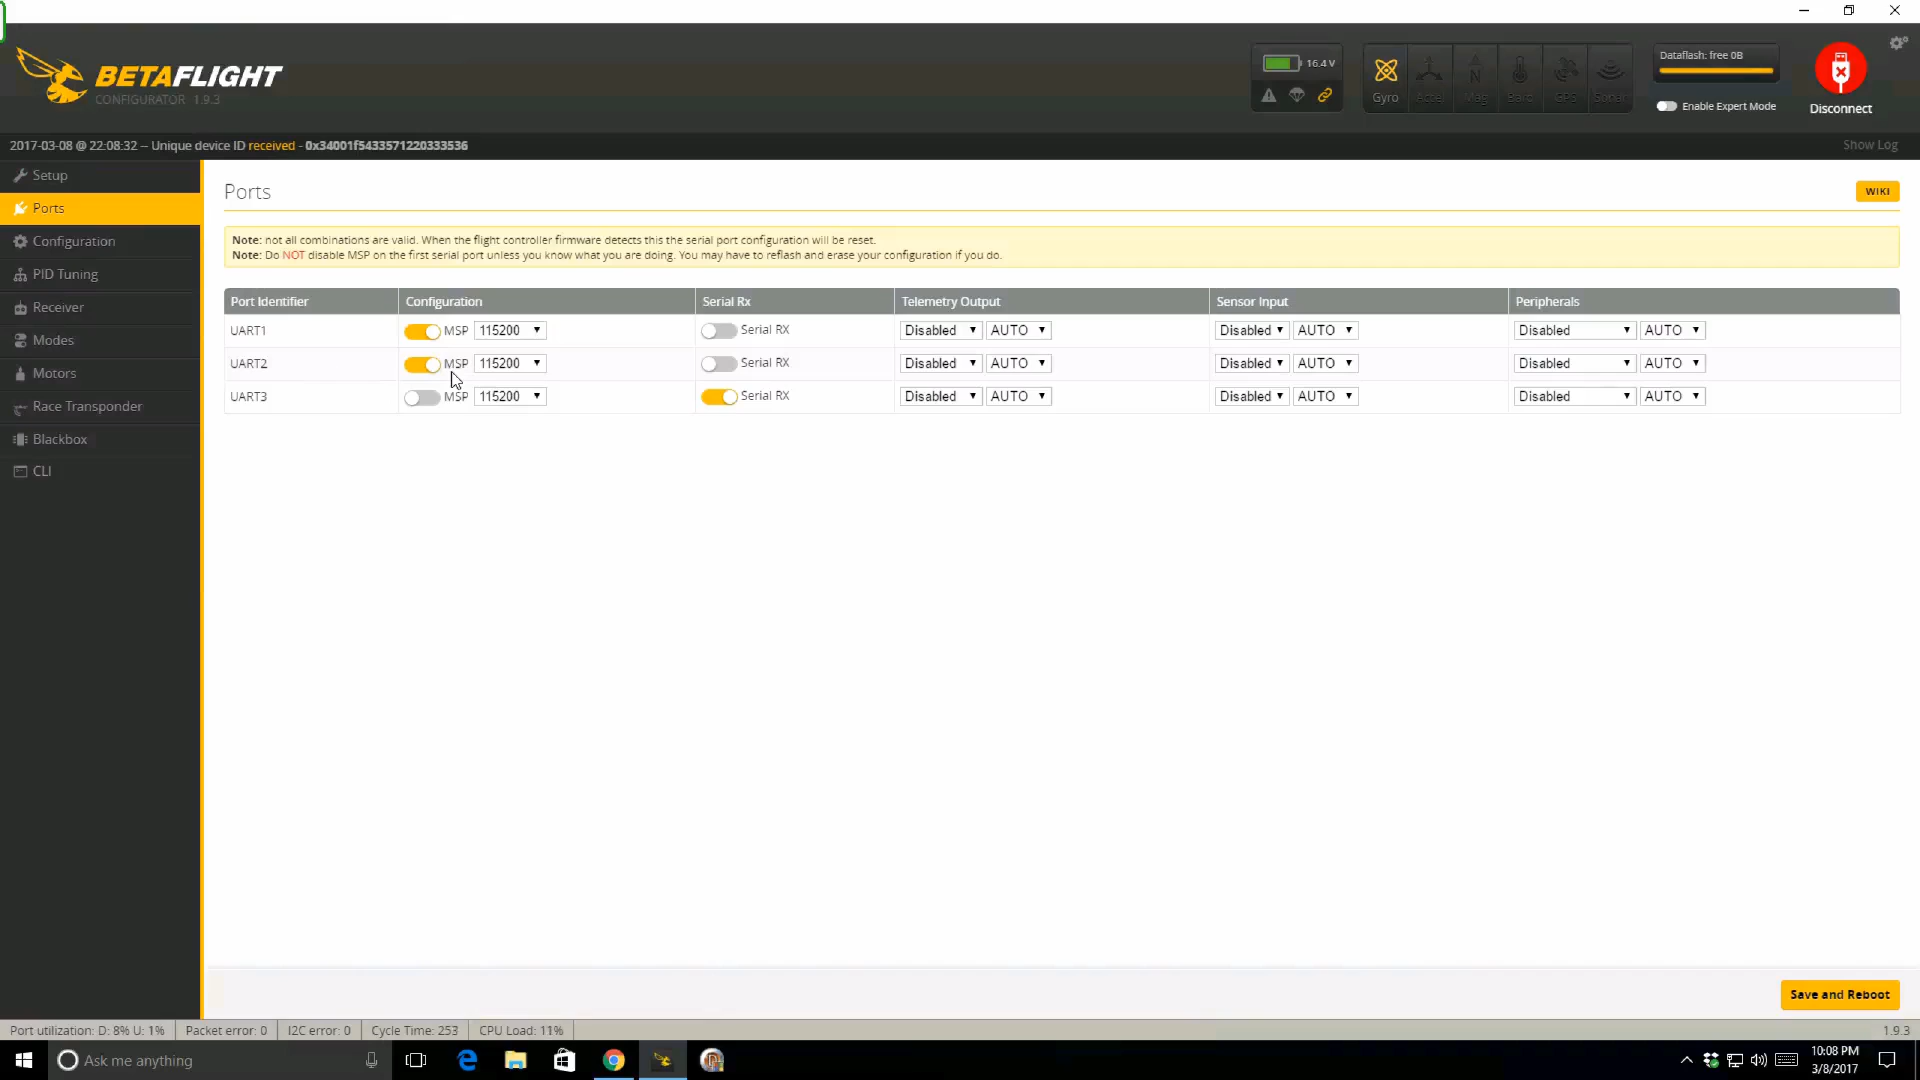 BETAFLIGHT
CONFIGURATOR 1.9.3
16.4 V
Gyro
Accel
Mag
Baro
GPS
Sonar
Dataflash: free 0B
Enable Expert Mode
Disconnect
2017-03-08 @ 22:08:32 -- Unique device ID received - 0x34001f5433571220333536
Show Log
Setup
Ports
Configuration
PID Tuning
Receiver
Modes
Motors
Race Transponder
Blackbox
CLI
Ports
WIKI
Note: not all combinations are valid. When the flight controller firmware detects this the serial port configuration will be reset.
Note: Do NOT disable MSP on the first serial port unless you know what you are doing. You may have to reflash and erase your configuration if you do.
Port Identifier Configuration Serial Rx Telemetry Output Sensor Input Peripherals
UART1 MSP 115200 Serial RX Disabled AUTO Disabled AUTO Disabled AUTO
UART2 MSP 115200 Serial RX Disabled AUTO Disabled AUTO Disabled AUTO
UART3 MSP 115200 Serial RX Disabled AUTO Disabled AUTO Disabled AUTO
Save and Reboot
Port utilization: D: 8% U: 1% Packet error: 0 I2C error: 0 Cycle Time: 253 CPU Load: 11% 1.9.3
Ask me anything
10:08 PM
3/8/2017